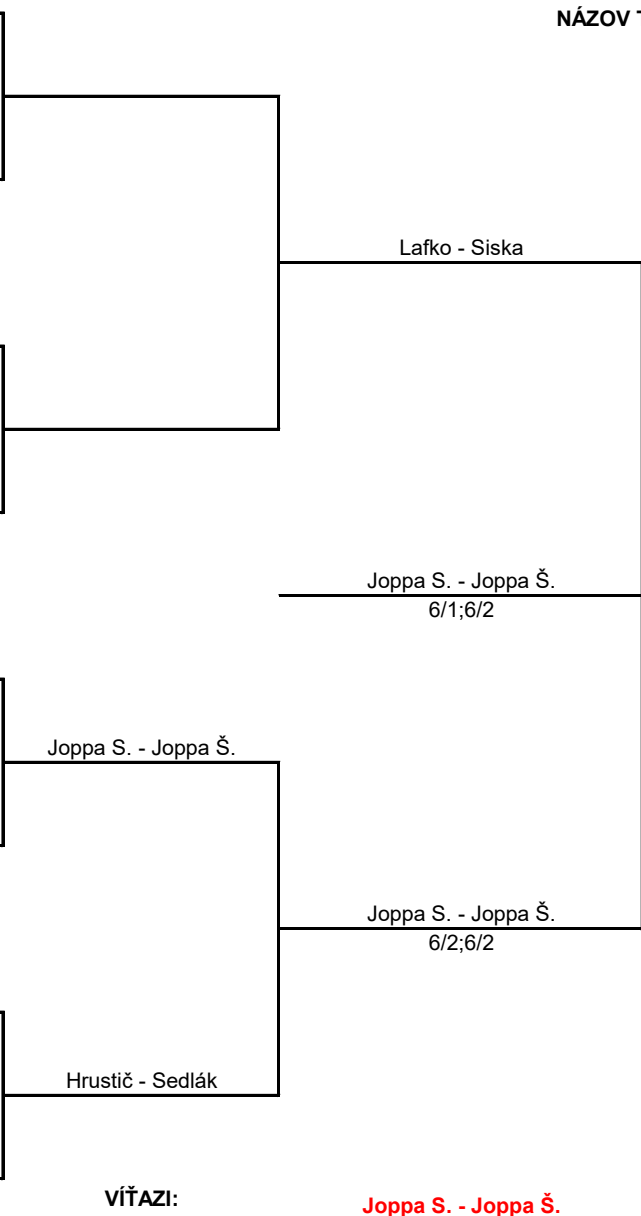 NÁZOV
Lafko - Siska
Joppa S. - Joppa Š.
6/1;6/2
Joppa S. - Joppa Š.
Joppa S. - Joppa Š.
6/2;6/2
Hrustič - Sedlák
VÍŤAZI:
Joppa S. - Joppa Š.